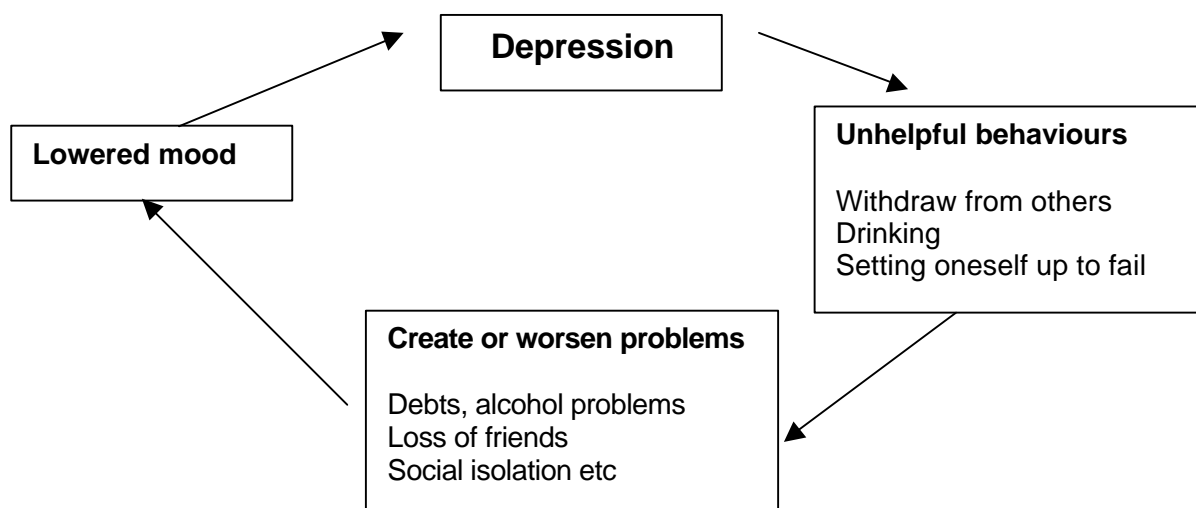 Depression
Lowered mood
Unhelpful behaviours
Withdraw from others
Drinking
Setting oneself up to fail
Create or worsen problems
Debts, alcohol problems
Loss of friends
Social isolation etc